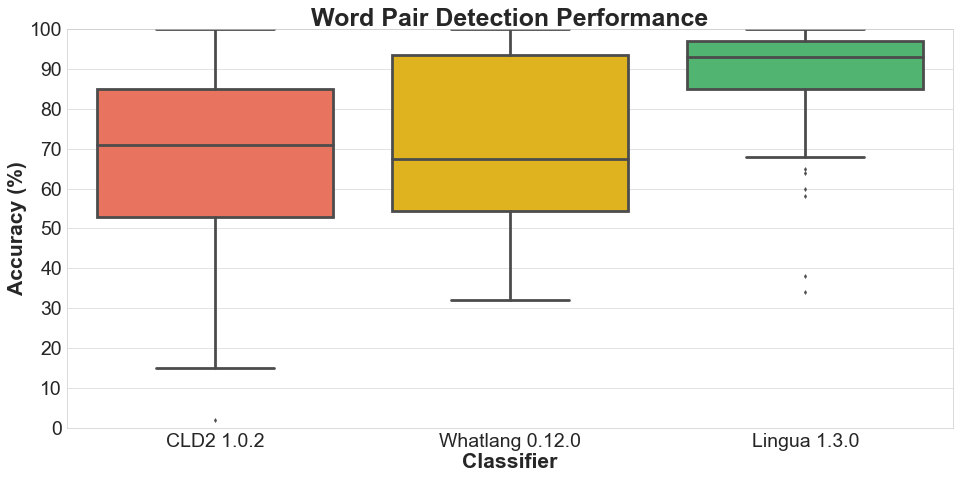 Word Pair Detection Performance
100
90
80
70
60
50
40
30
20
10
0
Accuracy (%)
CLD2 1.0.2 Whatlang 0.12.0 Lingua 1.3.0
Classifier